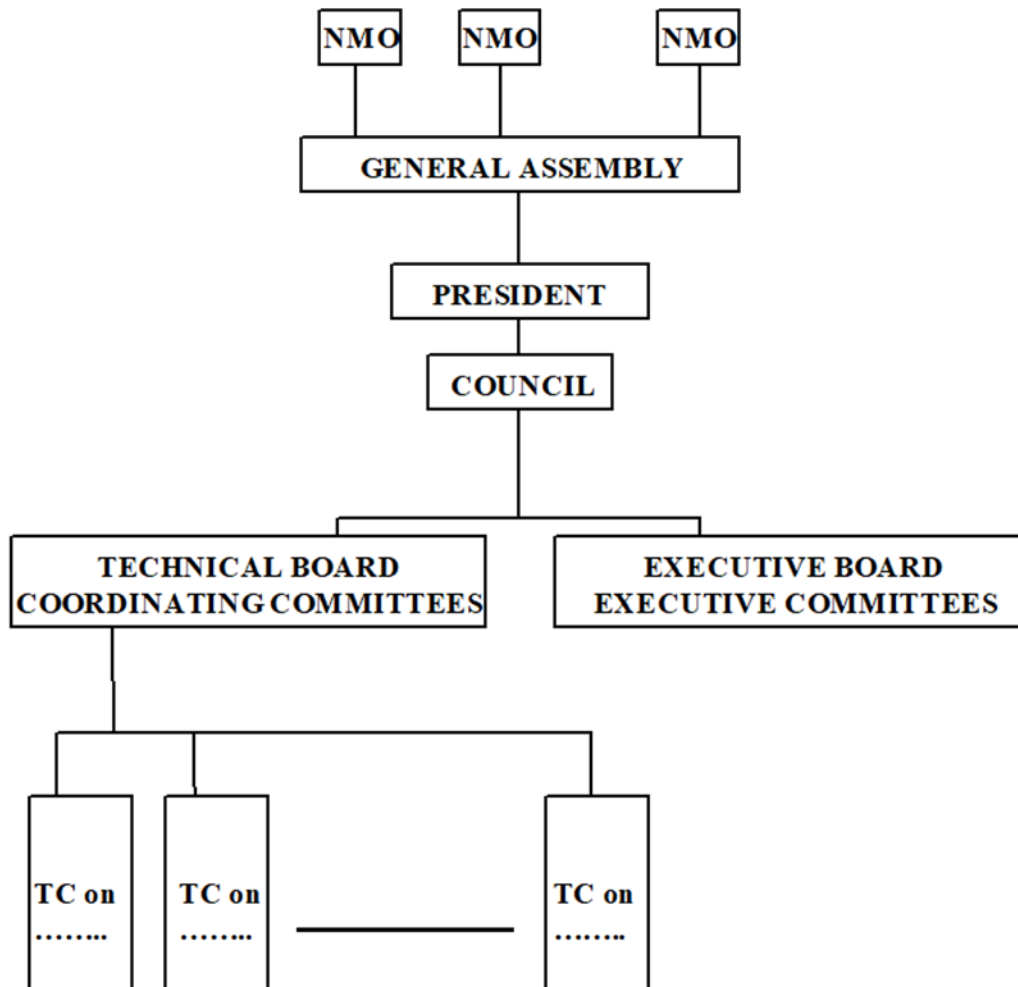 NMO
NMO
NMO
GENERAL ASSEMBLY
PRESIDENT
COUNCIL
TECHNICAL BOARD
COORDINATING COMMITTEES
EXECUTIVE BOARD
EXECUTIVE COMMITTEES
TC on
……...
TC on
……...
TC on
……..